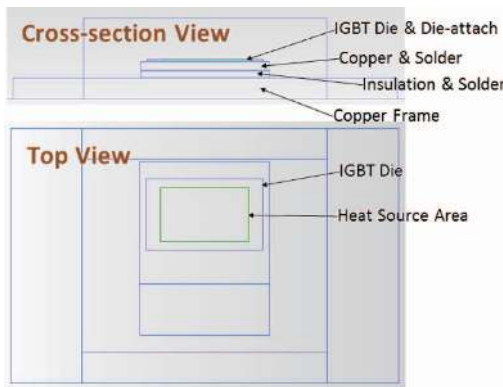 Cross-section View
IGBT Die & Die-attach
Copper & Solder
Insulation & Solder
Copper Frame
Top View
IGBT Die
Heat Source Area